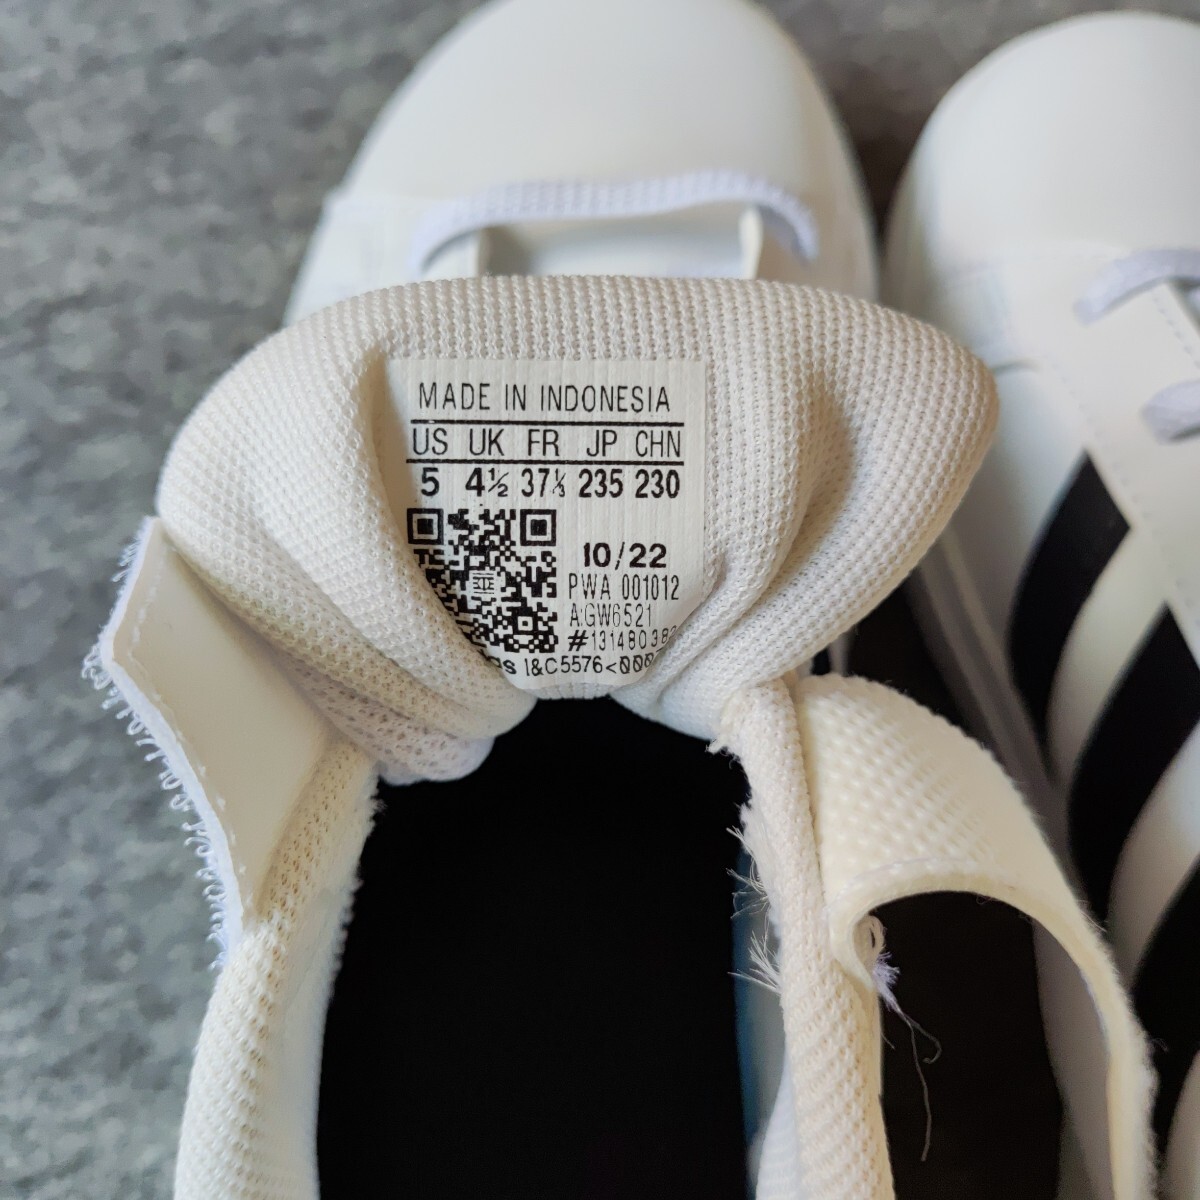 MADE IN INDONESIA
US UK FR JP CHN
5 4½ 37⅓ 235 230
10/22
PWA 001012
A:GW6521
I&C5576<